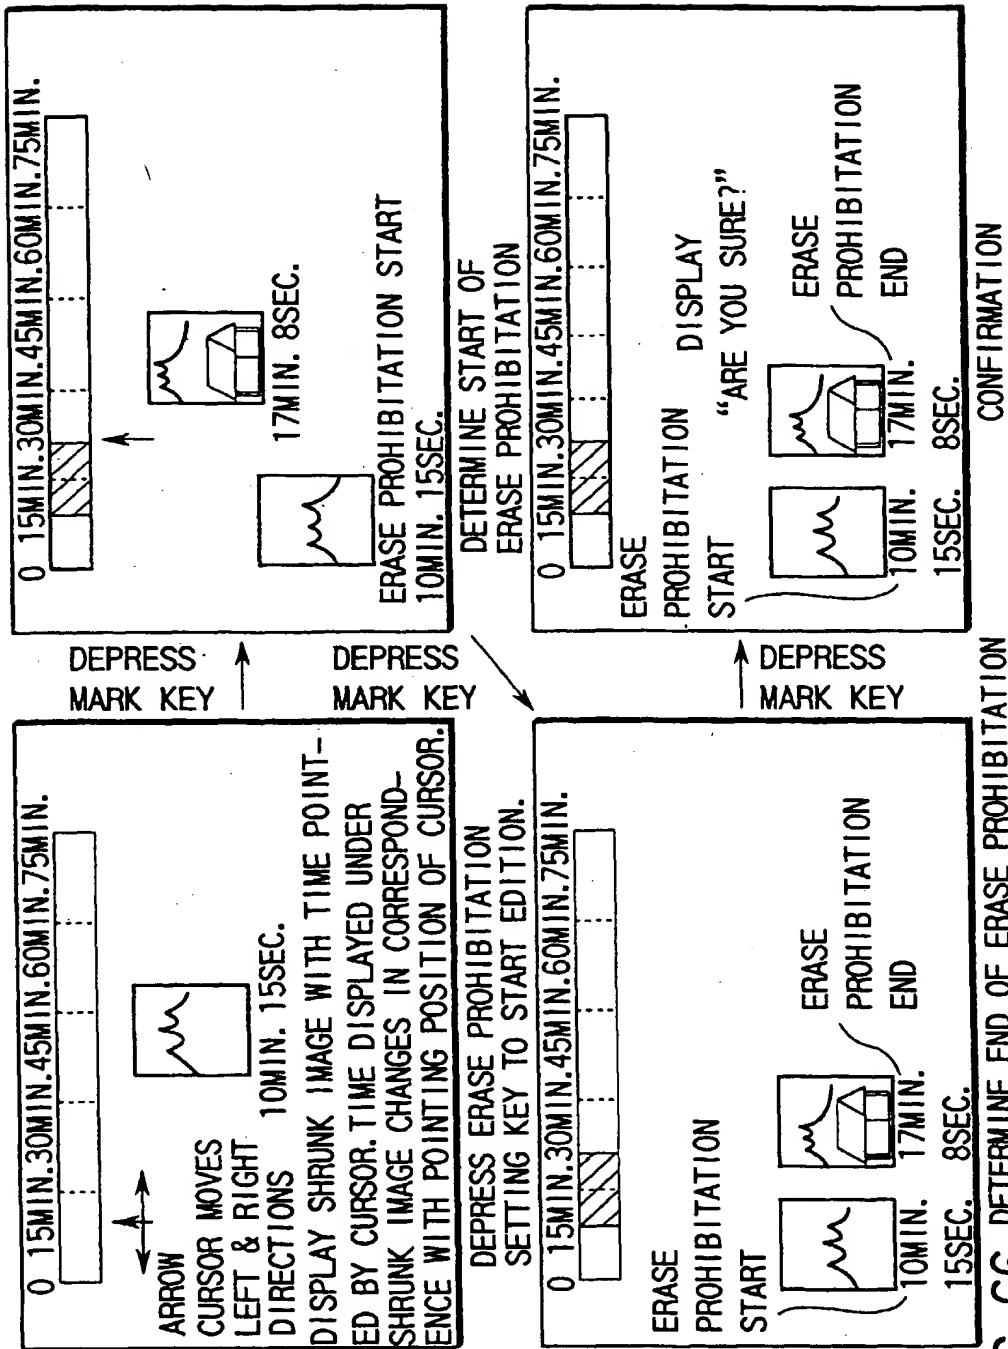 0 15MIN.30MIN.45MIN.60MIN.75MIN.
ARROW
CURSOR MOVES
LEFT & RIGHT
DIRECTIONS
10MIN. 15SEC.
DISPLAY SHRUNK IMAGE WITH TIME POINT-
ED BY CURSOR. TIME DISPLAYED UNDER
SHRUNK IMAGE CHANGES IN CORRESPOND-
ENCE WITH POINTING POSITION OF CURSOR.
DEPRESS ERASE PROHIBITATION
SETTING KEY TO START EDITION.
DEPRESS
MARK KEY
0 15MIN.30MIN.45MIN.60MIN.75MIN.
17MIN. 8SEC.
ERASE PROHIBITATION START
10MIN. 15SEC.
DETERMINE START OF
ERASE PROHIBITATION
DEPRESS
MARK KEY
0 15MIN.30MIN.45MIN.60MIN.75MIN.
ERASE
PROHIBITATION
START
10MIN.
15SEC.
17MIN.
8SEC.
ERASE
PROHIBITATION
END
DETERMINE END OF ERASE PROHIBITATION
DEPRESS
MARK KEY
0 15MIN.30MIN.45MIN.60MIN.75MIN.
ERASE
PROHIBITATION
START
DISPLAY
“ARE YOU SURE?”
10MIN.
15SEC.
17MIN.
8SEC.
ERASE
PROHIBITATION
END
CONFIRMATION